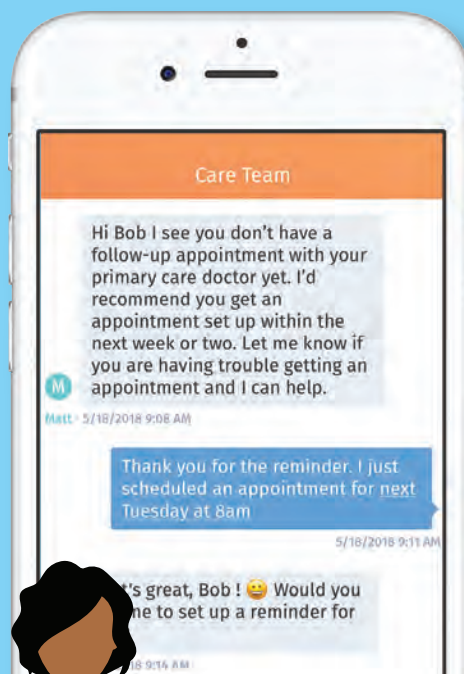 Care Team
Hi Bob I see you don't have a
follow-up appointment with your
primary care doctor yet. I'd
recommend you get an
appointment set up within the
next week or two. Let me know if
you are having trouble getting an
appointment and I can help.
M
Matt · 5/18/2018 9:08 AM
Thank you for the reminder. I just
scheduled an appointment for next
Tuesday at 8am
5/18/2018 9:11 AM
't's great, Bob ! 😀 Would you
me to set up a reminder for
18 9:14 AM